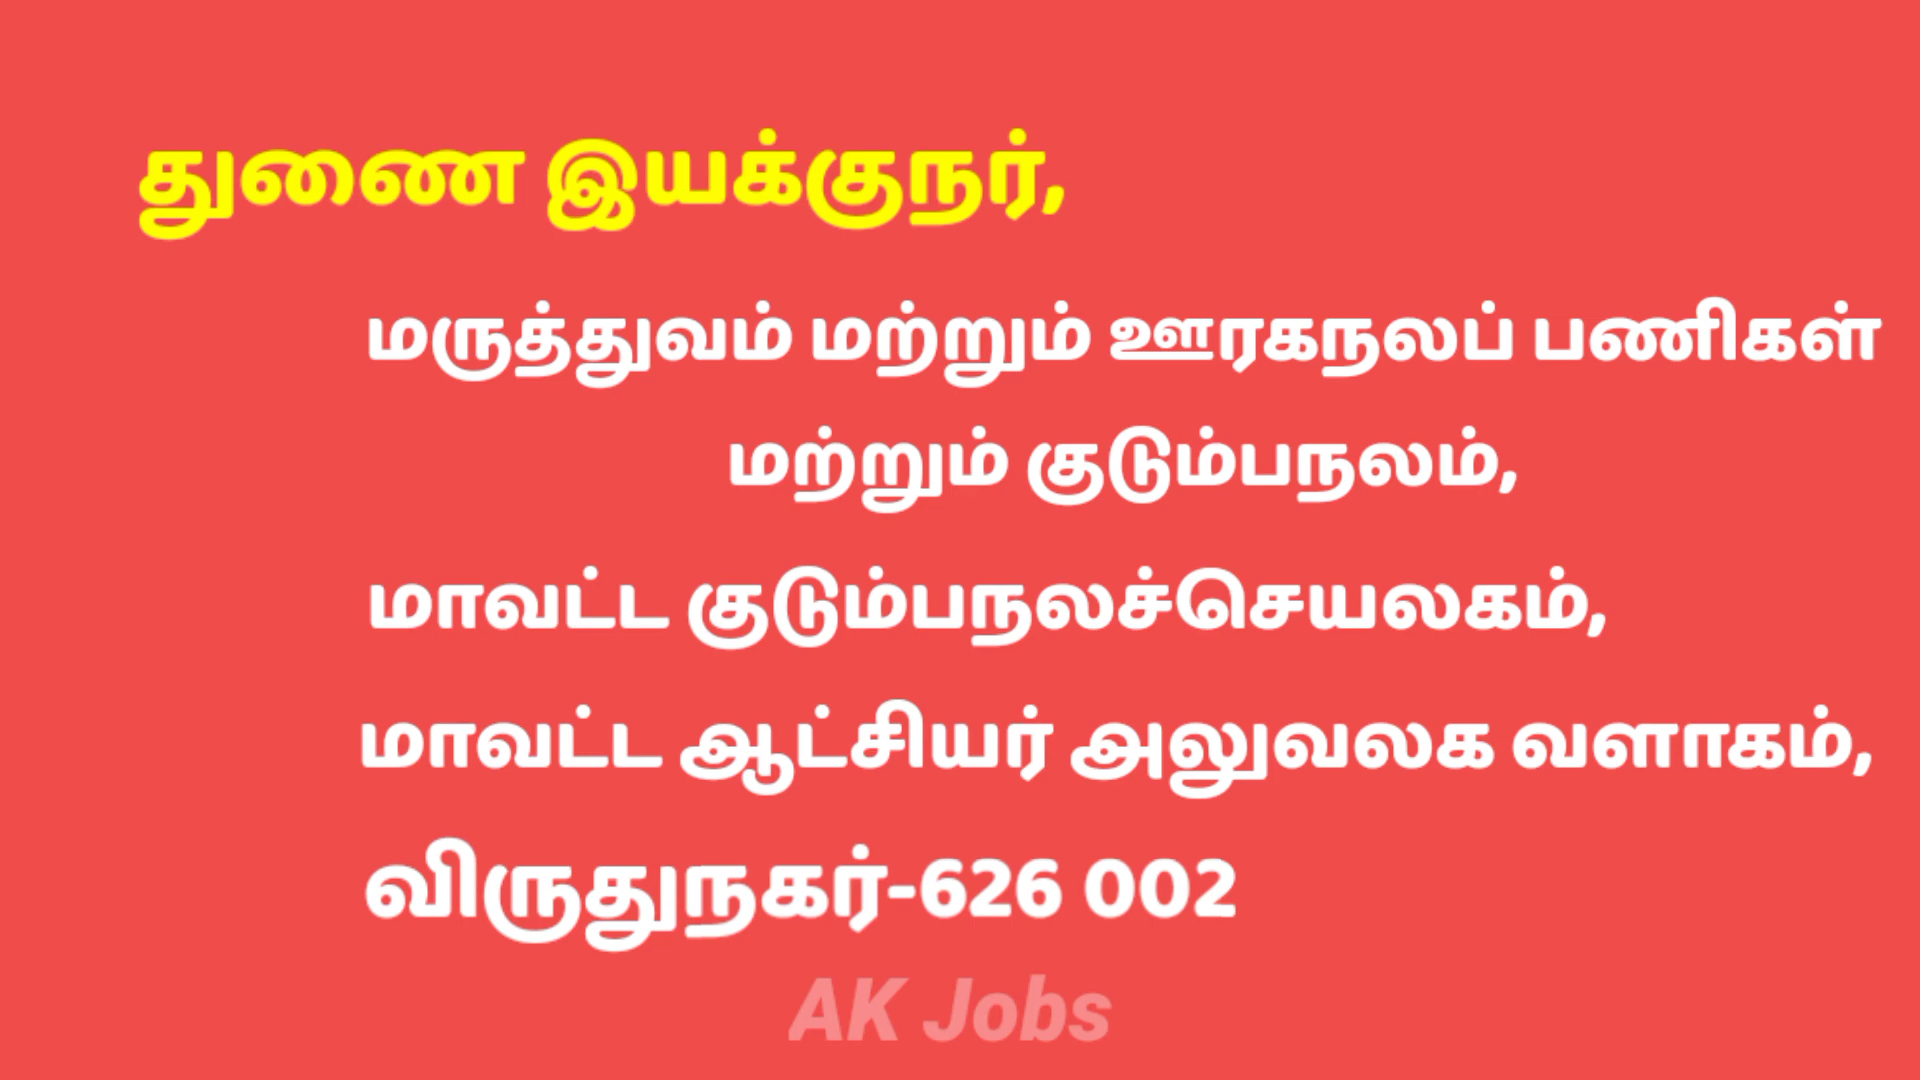 துணை இயக்குநர்,
மருத்துவம் மற்றும் ஊரகநலப் பணிகள்
மற்றும் குடும்பநலம்,
மாவட்ட குடும்பநலச்செயலகம்,
மாவட்ட ஆட்சியர் அலுவலக வளாகம்,
விருதுநகர்-626 002
AK Jobs